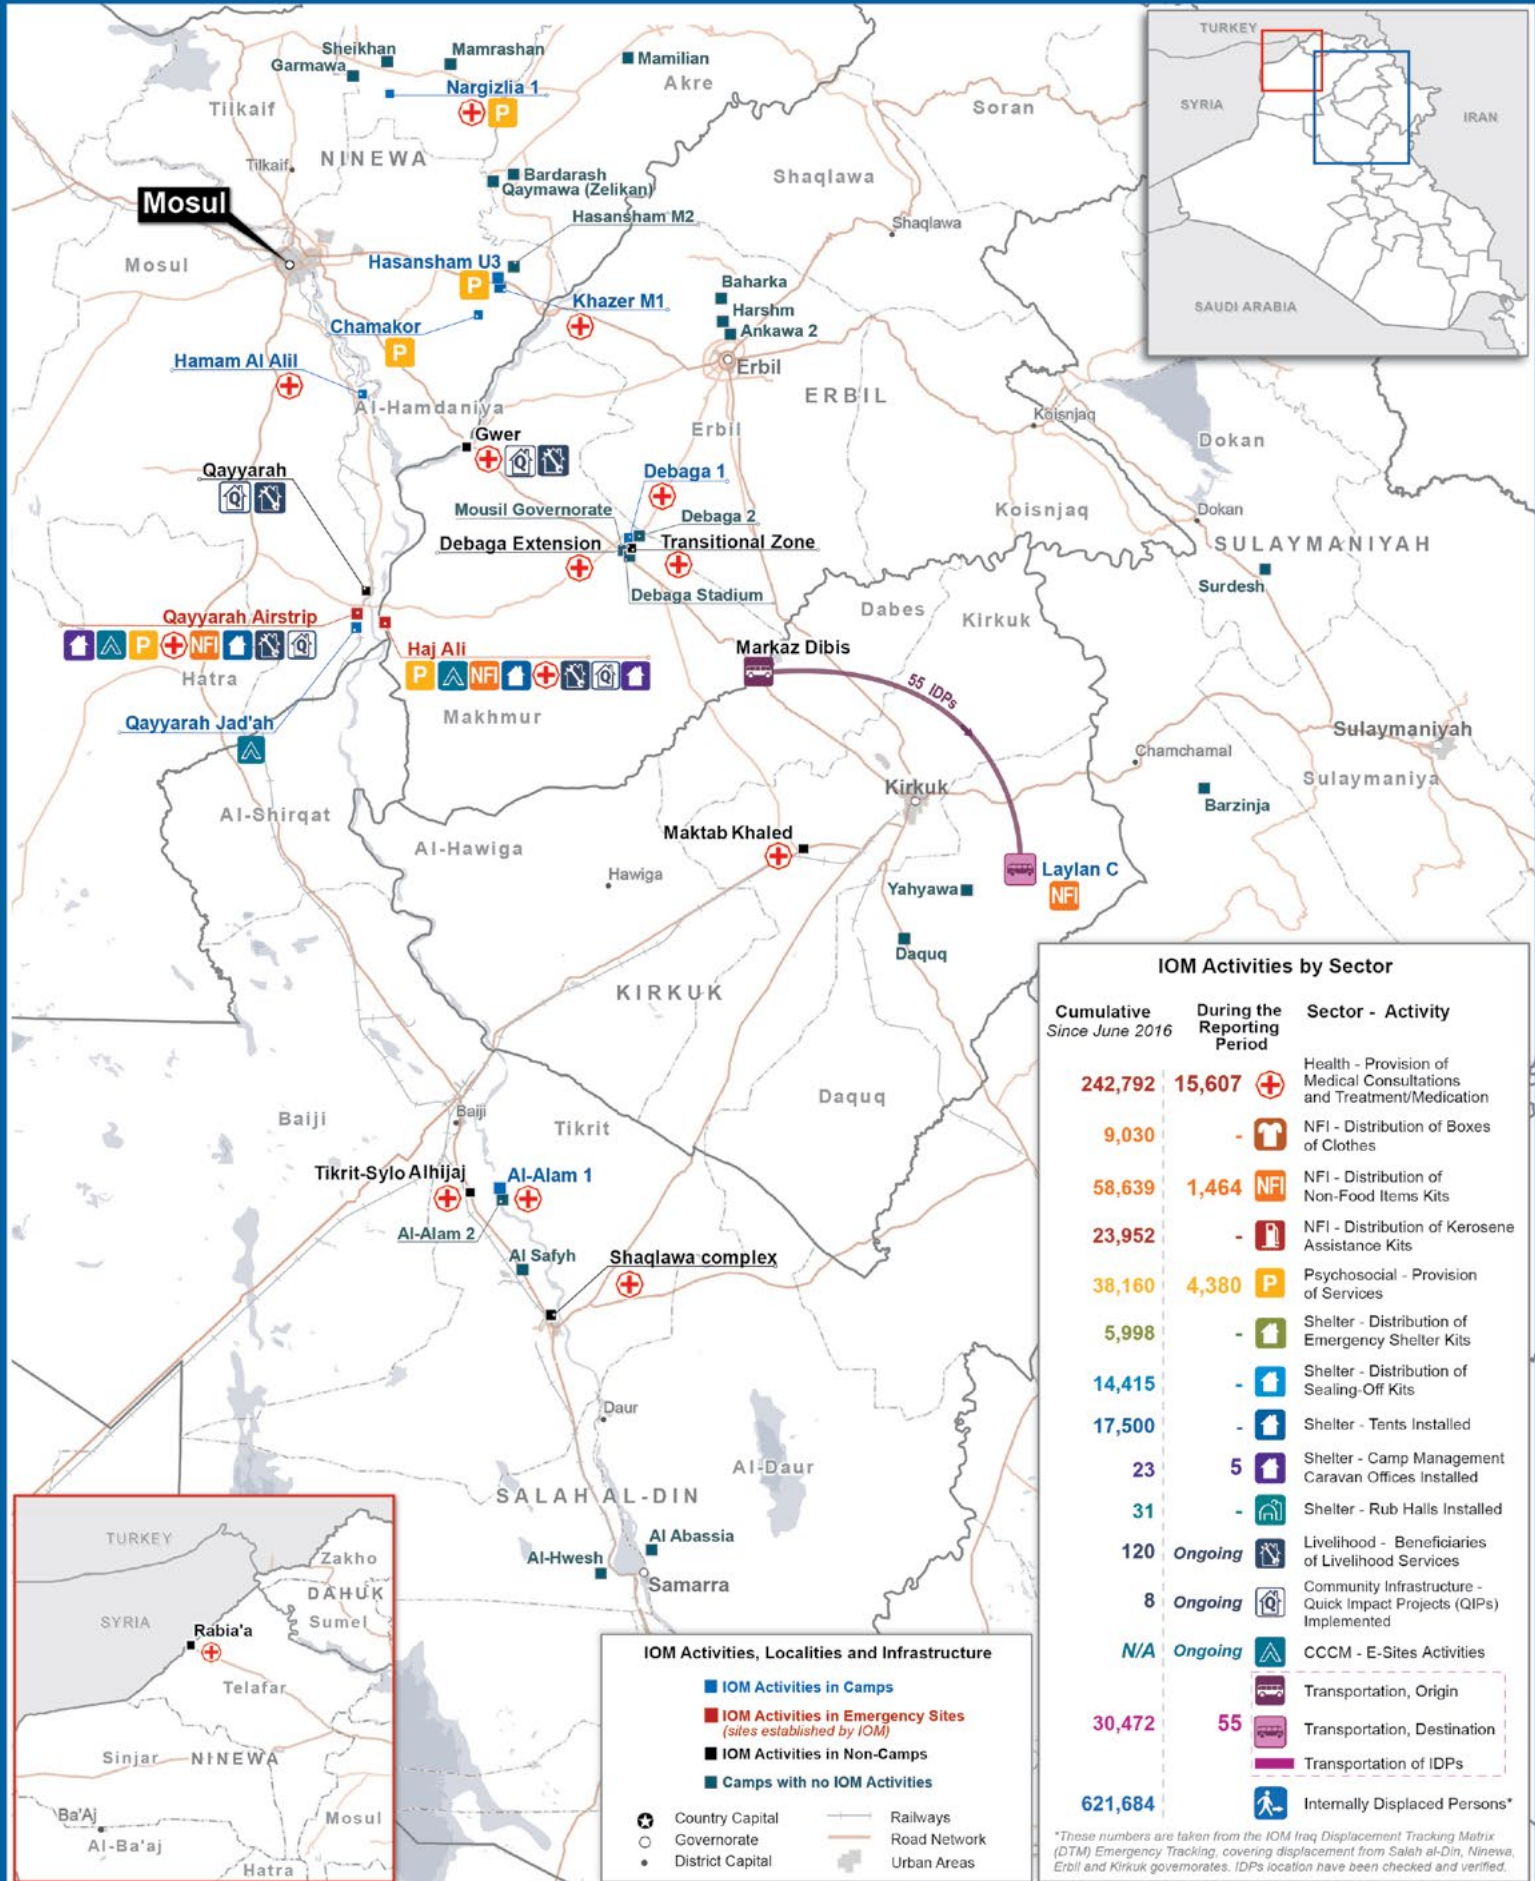 TURKEY
SYRIA
IRAN
SAUDI ARABIA
Sheikhan
Mamrashan
Mamilian
Garmawa
Nargizlia 1
Akre
Soran
P
Tilkaif
Tilkaif
NINEWA
Bardarash
Qaymawa (Zelikan)
Shaqlawa
Mosul
Hasansham M2
Shaqlawa
Mosul
Hasansham U3
P
Khazer M1
Baharka
Harshm
Ankawa 2
Chamakor
P
Erbil
Hamam Al Alil
ERBIL
Al-Hamdaniya
Koisnjaq
Gwer
Erbil
Dokan
Qayyarah
Q
Q
Debaga 1
Mousil Governorate
Debaga 2
Koisnjaq
Dokan
Debaga Extension
Transitional Zone
SULAYMANIYAH
Surdesh
Debaga Stadium
Dabes
Kirkuk
Qayyarah Airstrip
P NFI Q
Haj Ali
P NFI Q
Hatra
Markaz Dibis
55 IDPs
Makhmur
Qayyarah Jad'ah
Sulaymaniyah
Chamchamal
Sulaymaniya
Kirkuk
Barzinja
Al-Shirqat
Maktab Khaled
Al-Hawiga
Hawiga
Laylan C
NFI
Yahyawa
Daquq
KIRKUK
Daquq
Baiji
Baiji
Tikrit
Tikrit-Sylo Alhijaj
Al-Alam 1
Al-Alam 2
Al Safyh
Shaqlawa complex
Daur
Al-Daur
SALAH AL-DIN
Al Abassia
Al-Hwesh
Samarra
TURKEY
Zakho
DAHUK
SYRIA
Sumel
Rabia'a
Telafar
Sinjar
NINEWA
Ba'Aj
Mosul
Al-Ba'aj
Hatra
IOM Activities, Localities and Infrastructure
IOM Activities in Camps
IOM Activities in Emergency Sites
(sites established by IOM)
IOM Activities in Non-Camps
Camps with no IOM Activities
Country Capital
Railways
Governorate
Road Network
District Capital
Urban Areas
IOM Activities by Sector
Cumulative
Since June 2016
During the
Reporting
Period
Sector - Activity
242,792 15,607 Health - Provision of
Medical Consultations
and Treatment/Medication
9,030 - NFI - Distribution of Boxes
of Clothes
58,639 1,464 NFI NFI - Distribution of
Non-Food Items Kits
23,952 - NFI - Distribution of Kerosene
Assistance Kits
38,160 4,380 P Psychosocial - Provision
of Services
5,998 - Shelter - Distribution of
Emergency Shelter Kits
14,415 - Shelter - Distribution of
Sealing-Off Kits
17,500 - Shelter - Tents Installed
23 5 Shelter - Camp Management
Caravan Offices Installed
31 - Shelter - Rub Halls Installed
120 Ongoing Livelihood - Beneficiaries
of Livelihood Services
8 Ongoing Q Community Infrastructure -
Quick Impact Projects (QIPs)
Implemented
N/A Ongoing CCCM - E-Sites Activities
Transportation, Origin
30,472 55 Transportation, Destination
Transportation of IDPs
621,684 Internally Displaced Persons*
*These numbers are taken from the IOM Iraq Displacement Tracking Matrix
(DTM) Emergency Tracking, covering displacement from Salah al-Din, Ninewa,
Erbil and Kirkuk governorates. IDPs location have been checked and verified.